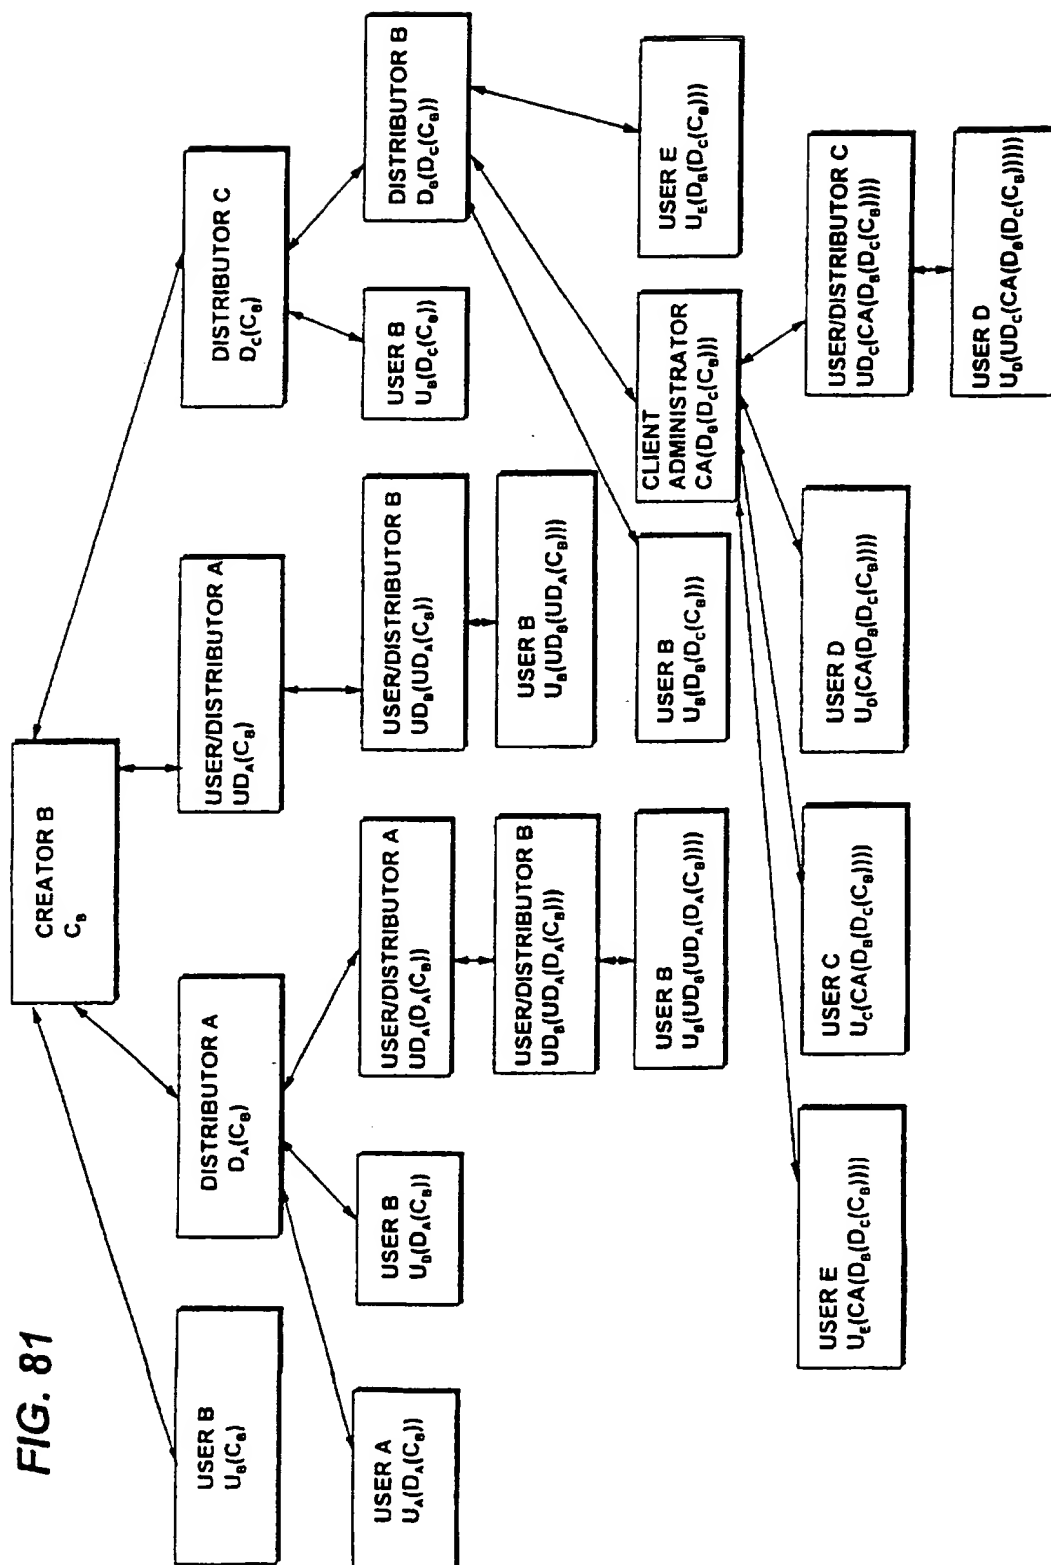 FIG. 81
CREATOR B
C_B
USER B
U_B(C_B)
DISTRIBUTOR A
D_A(C_B)
USER/DISTRIBUTOR A
UD_A(C_B)
DISTRIBUTOR C
D_C(C_B)
USER A
U_A(D_A(C_B))
USER B
U_D(D_A(C_B))
USER/DISTRIBUTOR A
UD_A(D_A(C_B))
USER/DISTRIBUTOR B
UD_B(UD_A(C_B))
USER B
U_B(D_C(C_B))
DISTRIBUTOR B
D_B(D_C(C_B))
USER/DISTRIBUTOR B
UD_B(UD_A(D_A(C_B)))
USER B
U_B(UD_B(UD_A(C_B)))
USER B
U_B(UD_B(UD_A(D_A(C_B))))
USER B
U_B(D_B(D_C(C_B)))
CLIENT
ADMINISTRATOR
CA(D_B(D_C(C_B)))
USER E
U_E(D_B(D_C(C_B)))
USER E
U_E(CA(D_B(D_C(C_B))))
USER C
U_C(CA(D_B(D_C(C_B))))
USER D
U_D(CA(D_B(D_C(C_B))))
USER/DISTRIBUTOR C
UD_C(CA(D_B(D_C(C_B))))
USER D
U_D(UD_C(CA(D_B(D_C(C_B)))))